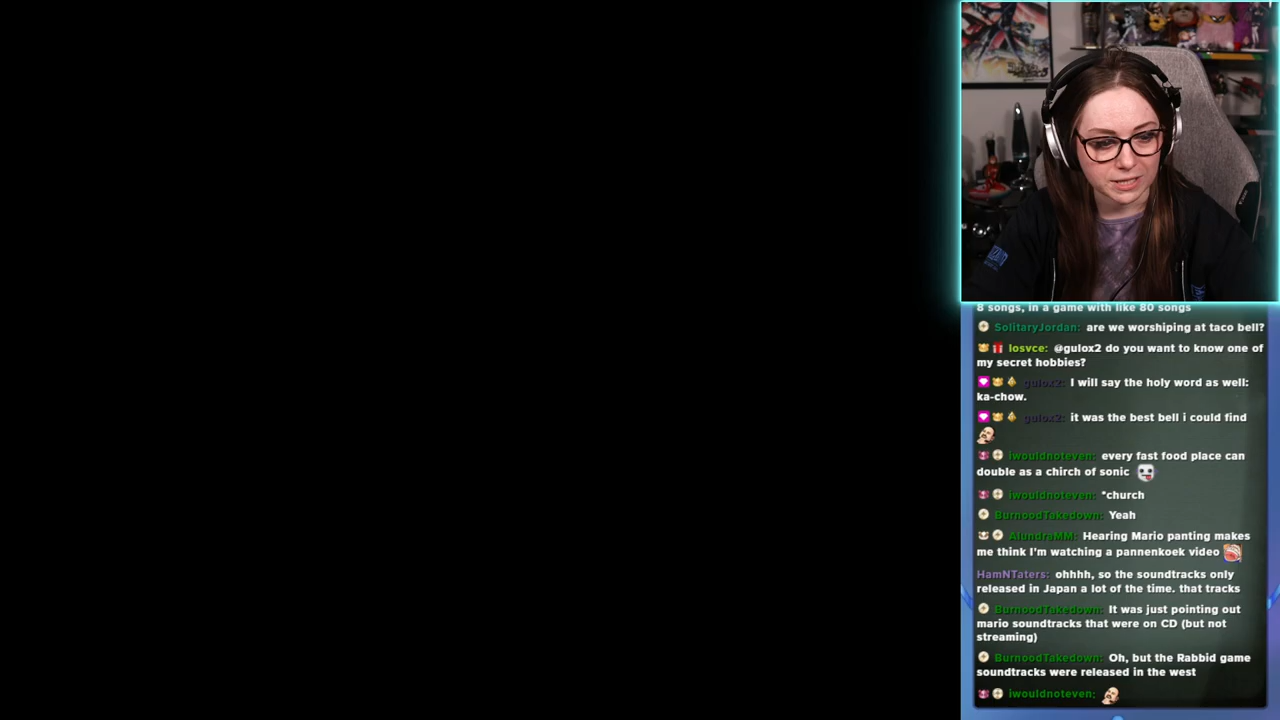 8 songs, in a game with like 80 songs
SolitaryJordan: are we worshiping at taco bell?
losvce: @gulox2 do you want to know one of
my secret hobbies?
gulox2: I will say the holy word as well:
ka-chow.
gulox2: it was the best bell i could find
iwouldnoteven: every fast food place can
double as a chirch of sonic
iwouldnoteven: *church
BurnoodTakedown: Yeah
AlundraMM: Hearing Mario panting makes
me think I'm watching a pannenkoek video
HamNTaters: ohhhh, so the soundtracks only
released in Japan a lot of the time. that tracks
BurnoodTakedown: It was just pointing out
mario soundtracks that were on CD (but not
streaming)
BurnoodTakedown: Oh, but the Rabbid game
soundtracks were released in the west
iwouldnoteven: